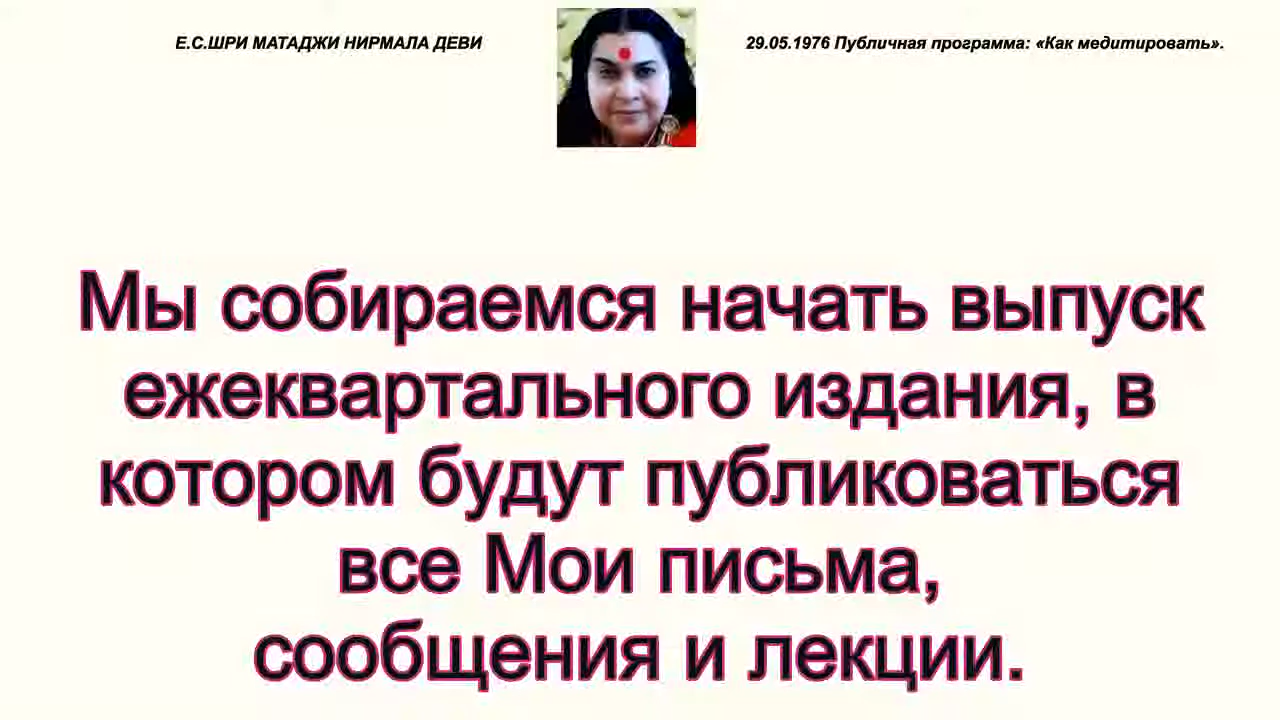 Е.С.ШРИ МАТАДЖИ НИРМАЛА ДЕВИ
29.05.1976 Публичная программа: «Как медитировать».
Мы собираемся начать выпуск
ежеквартального издания, в
котором будут публиковаться
все Мои письма,
сообщения и лекции.